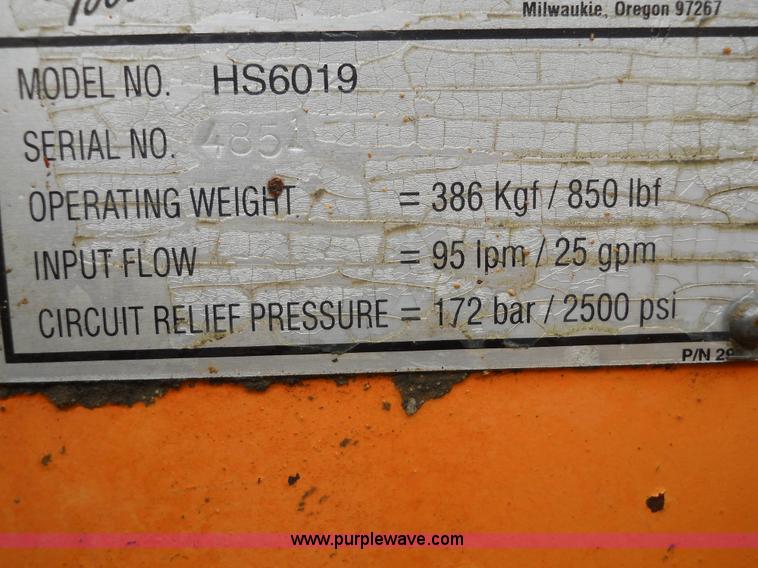 Milwaukie, Oregon 97267
MODEL NO. HS6019
SERIAL NO.
OPERATING WEIGHT = 386 Kgf / 850 lbf
INPUT FLOW = 95 lpm / 25 gpm
CIRCUIT RELIEF PRESSURE = 172 bar / 2500 psi
P/N
www.purplewave.com